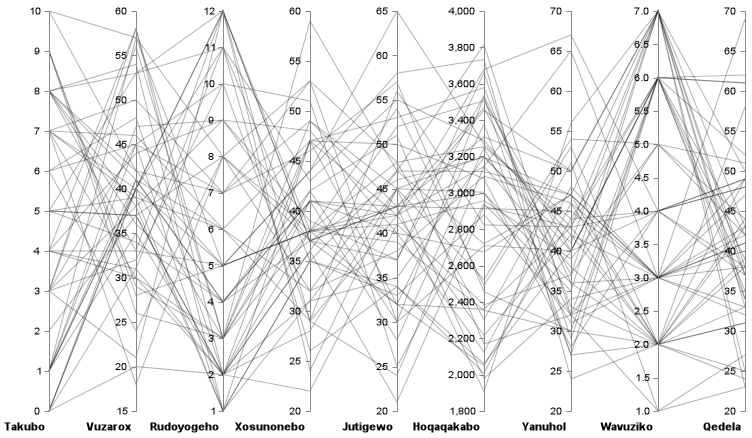 10 9 8 7 6 5 4 3 2 1 0
Takubo
60 55 50 45 40 35 30 25 20 15
Vuzarox
12 11 10 9 8 7 6 5 4 3 2 1
Rudoyogeho
60 55 50 45 40 35 30 25 20
Xosunonebo
65 60 55 50 45 40 35 30 25 20
Jutigewo
4,000 3,800 3,600 3,400 3,200 3,000 2,800 2,600 2,400 2,200 2,000 1,800
Hoqaqakabo
70 65 60 55 50 45 40 35 30 25 20
Yanuhol
7.0 6.5 6.0 5.5 5.0 4.5 4.0 3.5 3.0 2.5 2.0 1.5 1.0
Wavuziko
70 65 60 55 50 45 40 35 30 25 20
Qedela